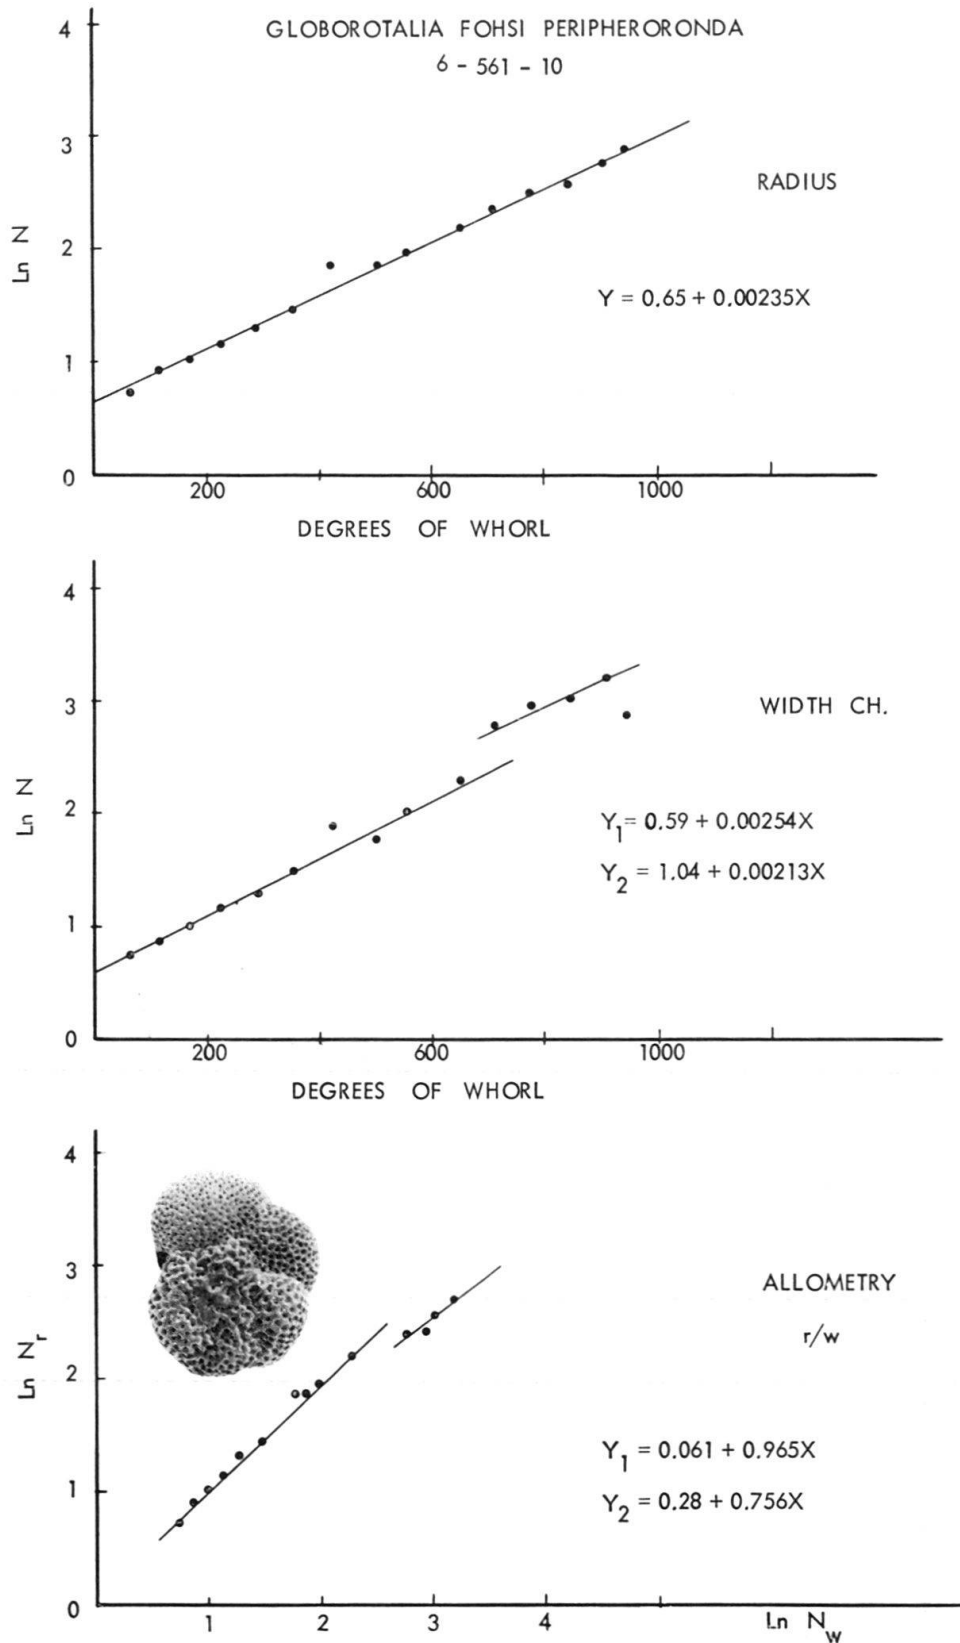 GLOBOROTALIA FOHSI PERIPHERORONDA
6 - 561 - 10
4
3
2
1
0
Ln N
RADIUS
Y = 0.65 + 0.00235X
200 600 1000
DEGREES OF WHORL
4
3
2
1
0
Ln N
WIDTH CH.
Y1 = 0.59 + 0.00254X
Y2 = 1.04 + 0.00213X
200 600 1000
DEGREES OF WHORL
4
3
2
1
0
Ln Nr
ALLOMETRY
r/w
Y1 = 0.061 + 0.965X
Y2 = 0.28 + 0.756X
1 2 3 4 Ln Nw